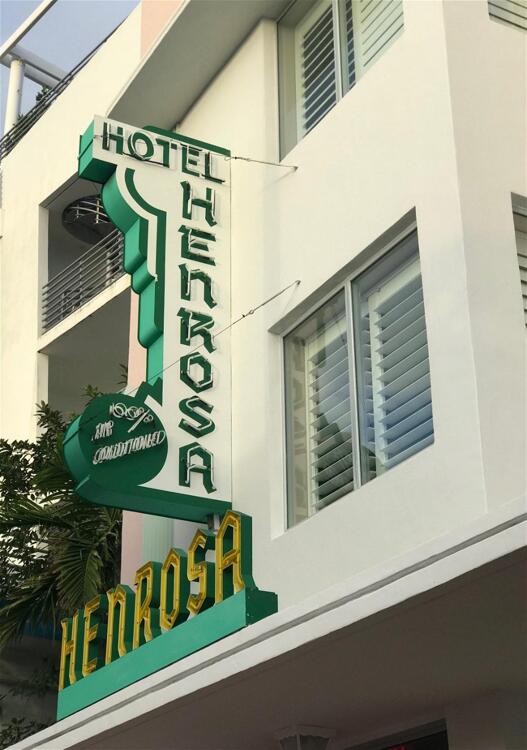 HOTEL
HENROSA
100%
AIR
CONDITIONED
HENROSA